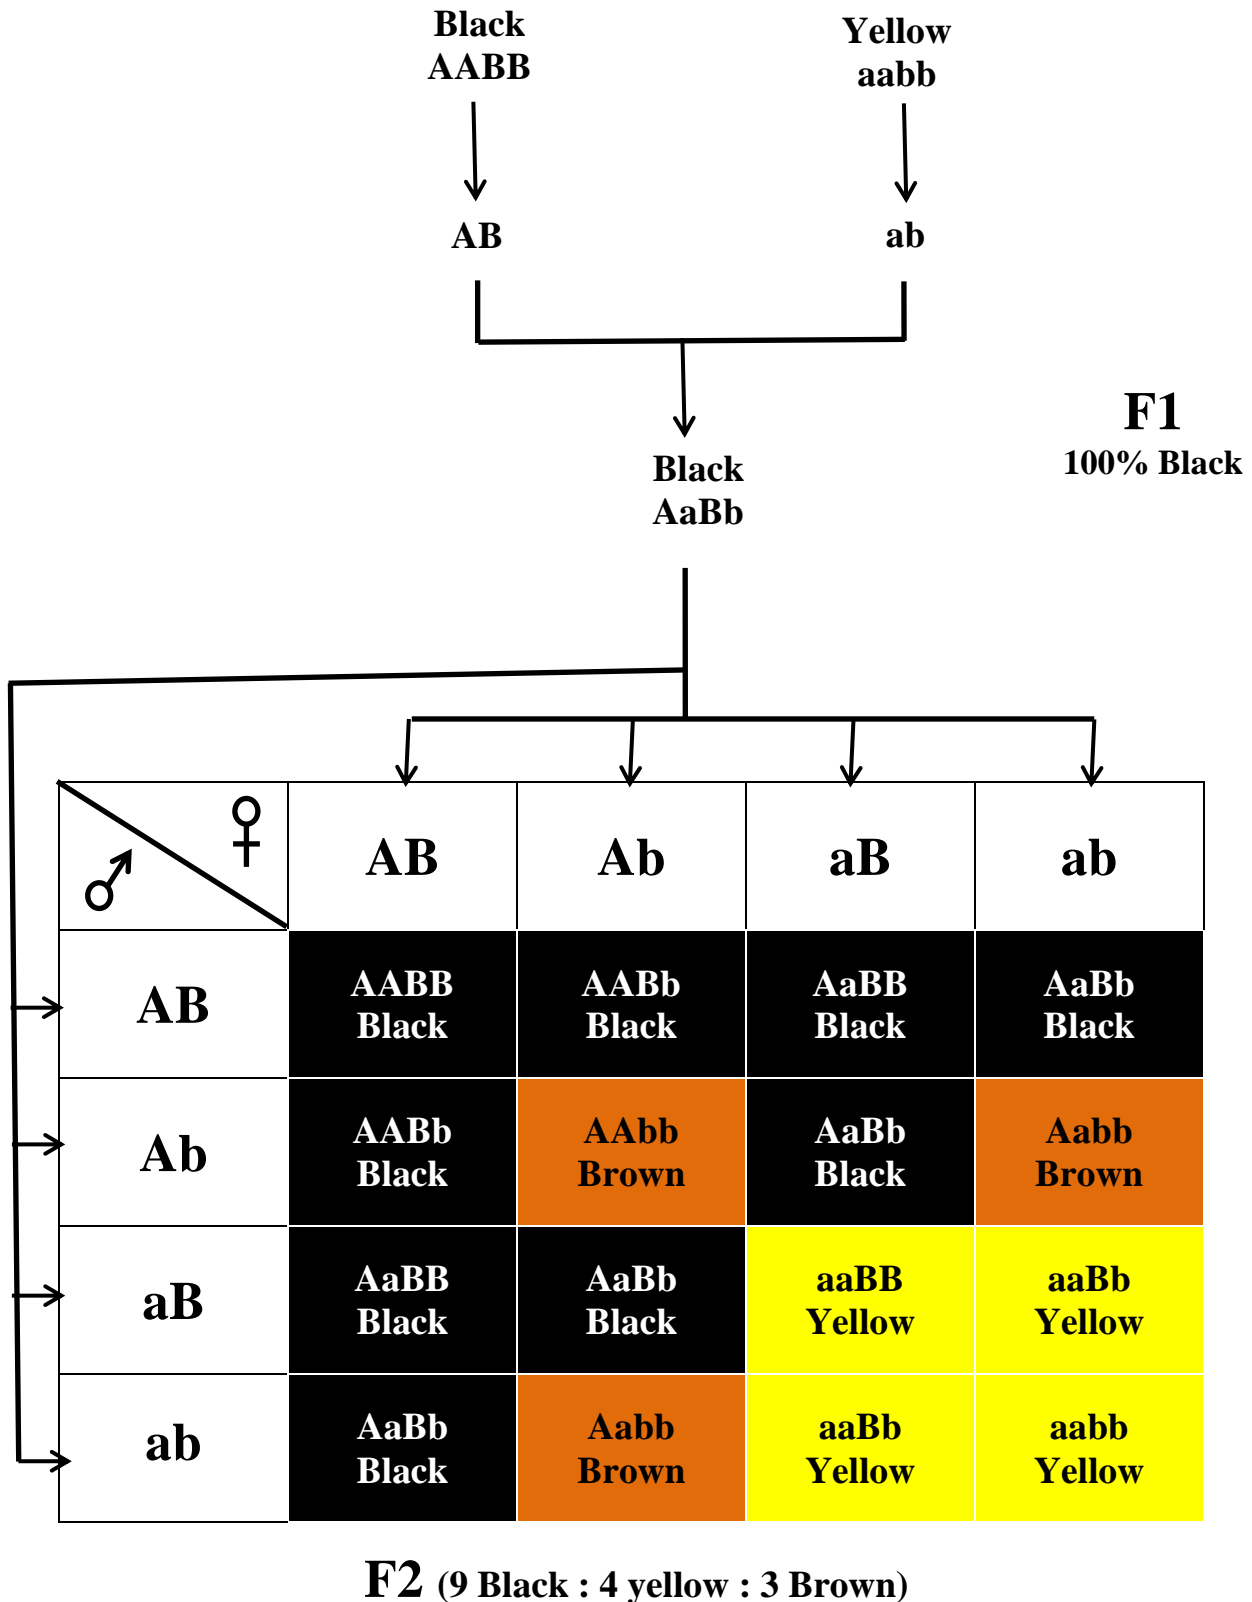 Black
AABB
Yellow
aabb
AB
ab
F1
100% Black
Black
AaBb
♂ ♀
AB Ab aB ab
AB
AABB AABb AaBB AaBb
Black Black Black Black
Ab
AABb AAbb AaBb Aabb
Black Brown Black Brown
aB
AaBB AaBb aaBB aaBb
Black Black Yellow Yellow
ab
AaBb Aabb aaBb aabb
Black Brown Yellow Yellow
F2 (9 Black : 4 yellow : 3 Brown)